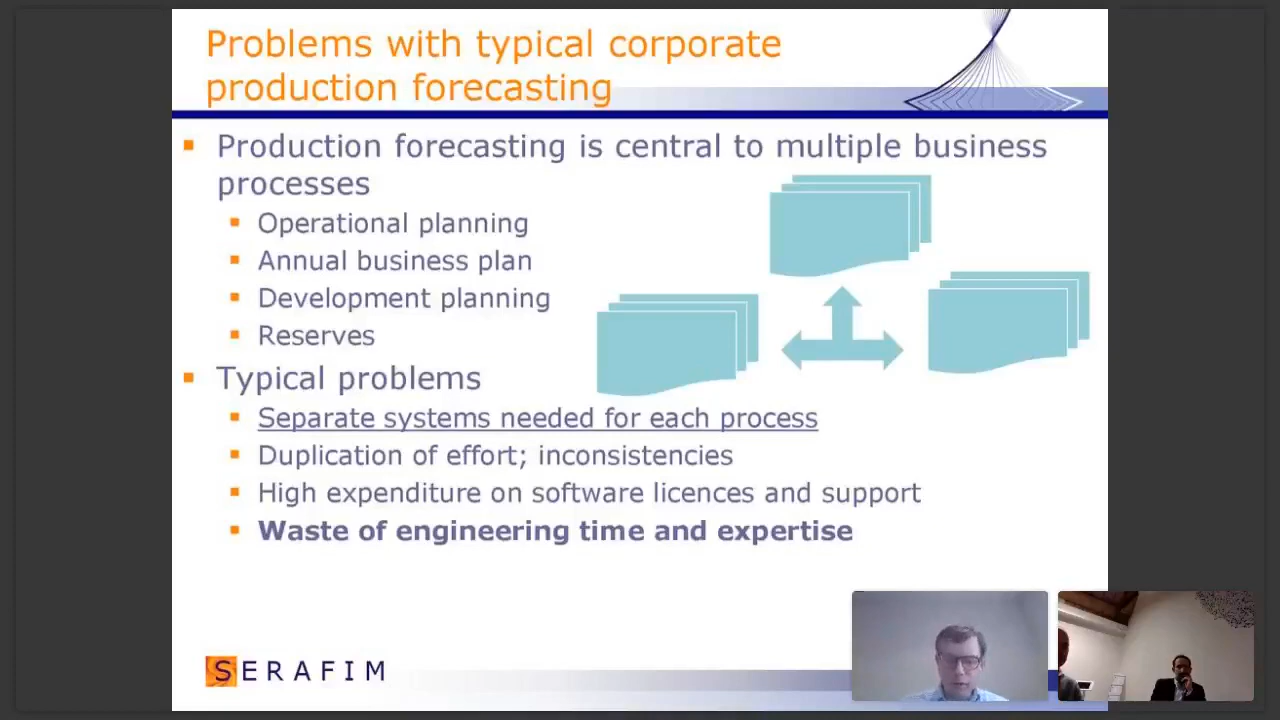 Problems with typical corporate
production forecasting
Production forecasting is central to multiple business
processes
Operational planning
Annual business plan
Development planning
Reserves
Typical problems
Separate systems needed for each process
Duplication of effort; inconsistencies
High expenditure on software licences and support
Waste of engineering time and expertise
SERAFIM